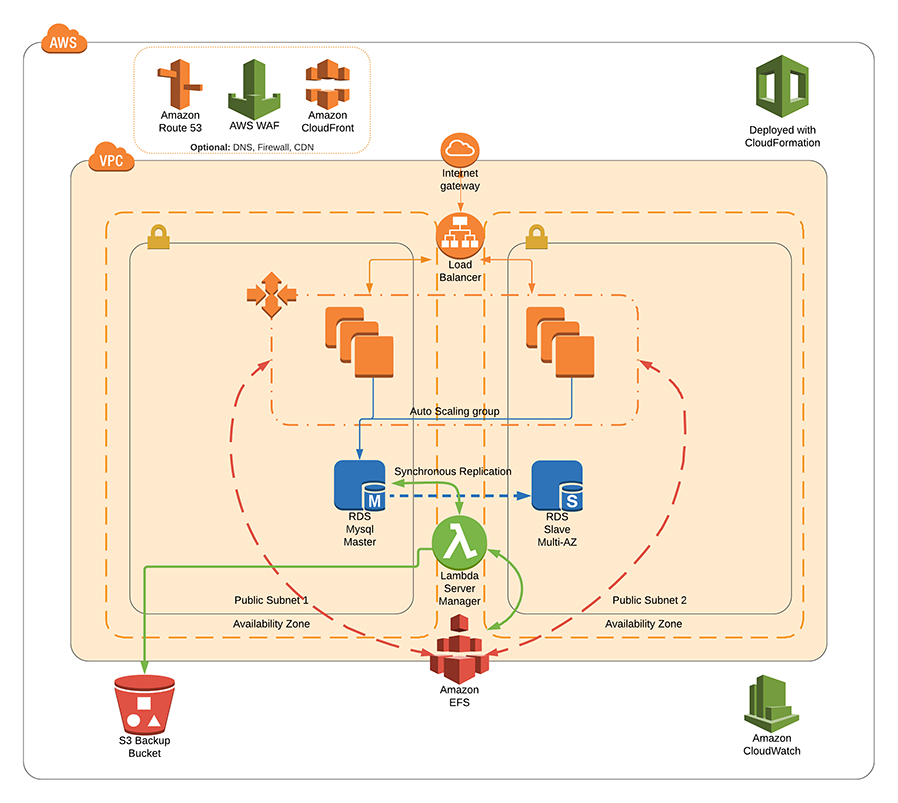 AWS
Amazon
Route 53
AWS WAF
Amazon
CloudFront
Optional: DNS, Firewall, CDN
Deployed with
CloudFormation
VPC
Internet
gateway
Load
Balancer
Auto Scaling group
Synchronous Replication
M
S
RDS
Mysql
Master
RDS
Slave
Multi-AZ
λ
Lambda
Server
Manager
Public Subnet 1
Public Subnet 2
Availability Zone
Availability Zone
Amazon
EFS
S3 Backup
Bucket
Amazon
CloudWatch